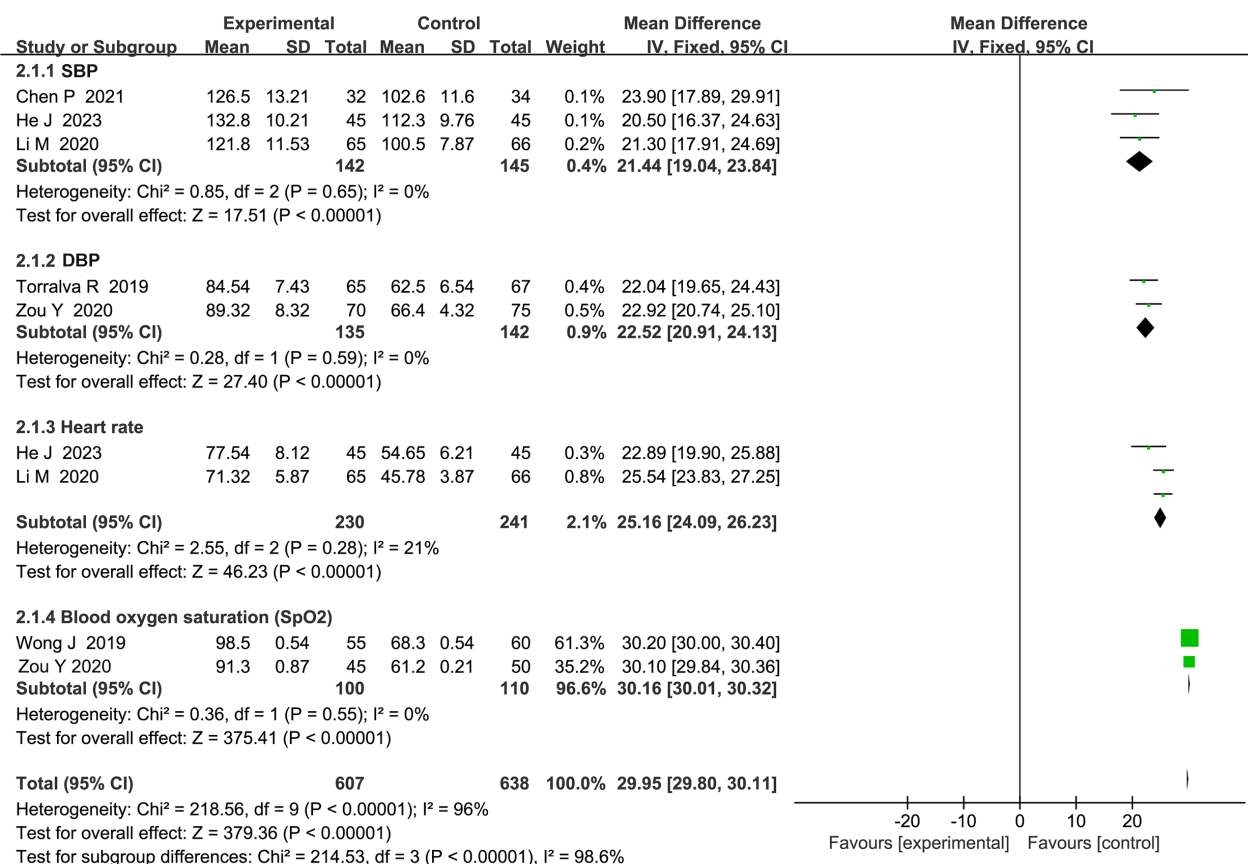 Experimental Control Mean Difference Mean Difference
Study or Subgroup Mean SD Total Mean SD Total Weight IV, Fixed, 95% CI IV, Fixed, 95% CI
2.1.1 SBP
Chen P 2021 126.5 13.21 32 102.6 11.6 34 0.1% 23.90 [17.89, 29.91]
He J 2023 132.8 10.21 45 112.3 9.76 45 0.1% 20.50 [16.37, 24.63]
Li M 2020 121.8 11.53 65 100.5 7.87 66 0.2% 21.30 [17.91, 24.69]
Subtotal (95% CI) 142 145 0.4% 21.44 [19.04, 23.84]
Heterogeneity: Chi² = 0.85, df = 2 (P = 0.65); I² = 0%
Test for overall effect: Z = 17.51 (P < 0.00001)
2.1.2 DBP
Torralva R 2019 84.54 7.43 65 62.5 6.54 67 0.4% 22.04 [19.65, 24.43]
Zou Y 2020 89.32 8.32 70 66.4 4.32 75 0.5% 22.92 [20.74, 25.10]
Subtotal (95% CI) 135 142 0.9% 22.52 [20.91, 24.13]
Heterogeneity: Chi² = 0.28, df = 1 (P = 0.59); I² = 0%
Test for overall effect: Z = 27.40 (P < 0.00001)
2.1.3 Heart rate
He J 2023 77.54 8.12 45 54.65 6.21 45 0.3% 22.89 [19.90, 25.88]
Li M 2020 71.32 5.87 65 45.78 3.87 66 0.8% 25.54 [23.83, 27.25]
Subtotal (95% CI) 230 241 2.1% 25.16 [24.09, 26.23]
Heterogeneity: Chi² = 2.55, df = 2 (P = 0.28); I² = 21%
Test for overall effect: Z = 46.23 (P < 0.00001)
2.1.4 Blood oxygen saturation (SpO2)
Wong J 2019 98.5 0.54 55 68.3 0.54 60 61.3% 30.20 [30.00, 30.40]
Zou Y 2020 91.3 0.87 45 61.2 0.21 50 35.2% 30.10 [29.84, 30.36]
Subtotal (95% CI) 100 110 96.6% 30.16 [30.01, 30.32]
Heterogeneity: Chi² = 0.36, df = 1 (P = 0.55); I² = 0%
Test for overall effect: Z = 375.41 (P < 0.00001)
Total (95% CI) 607 638 100.0% 29.95 [29.80, 30.11]
Heterogeneity: Chi² = 218.56, df = 9 (P < 0.00001); I² = 96%
Test for overall effect: Z = 379.36 (P < 0.00001)
Test for subgroup differences: Chi² = 214.53, df = 3 (P < 0.00001), I² = 98.6%
-20 -10 0 10 20
Favours [experimental] Favours [control]